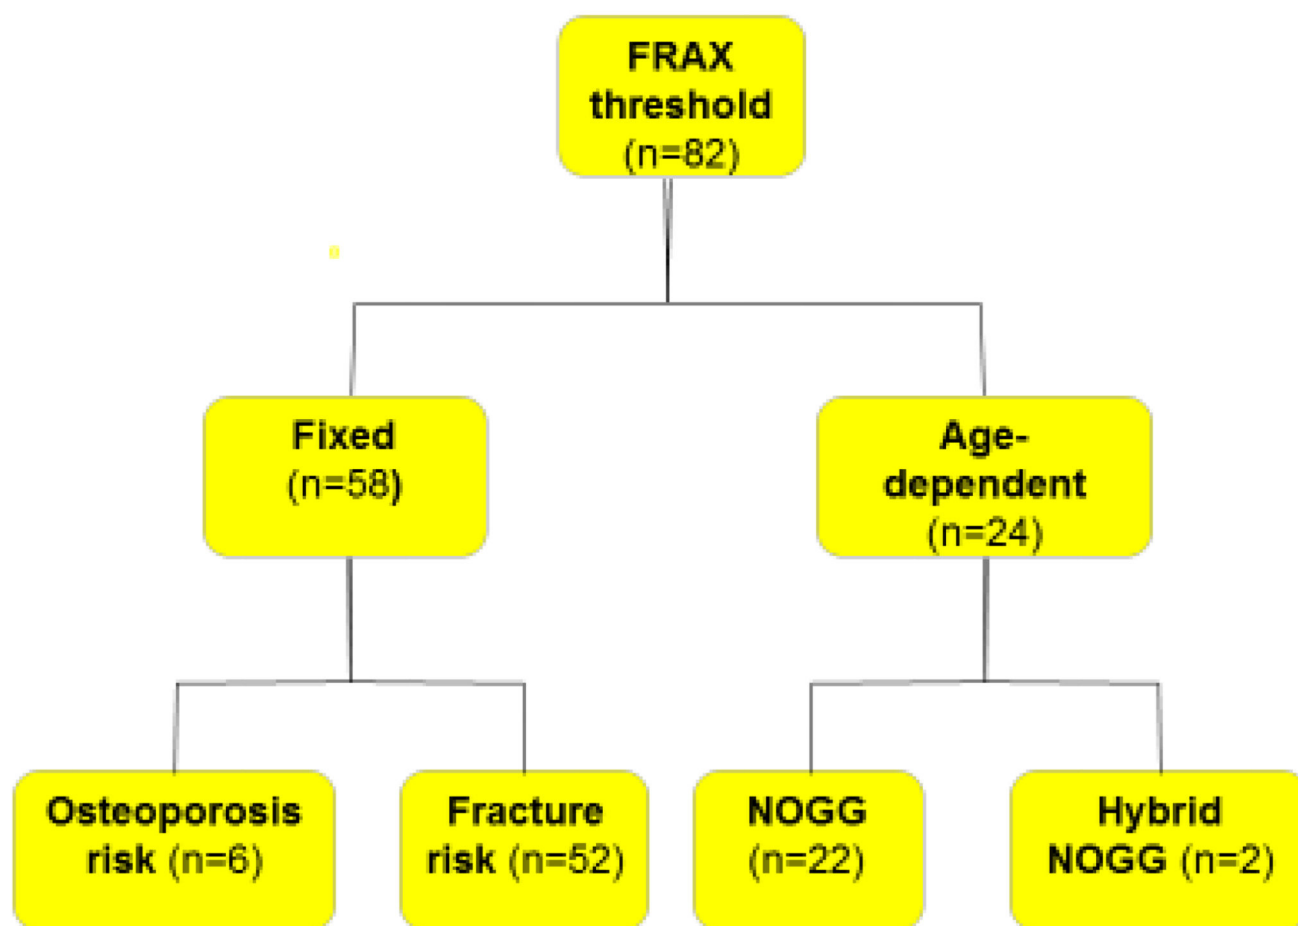 FRAX
threshold
(n=82)
Fixed
(n=58)
Age-
dependent
(n=24)
Osteoporosis
risk (n=6)
Fracture
risk (n=52)
NOGG
(n=22)
Hybrid
NOGG (n=2)